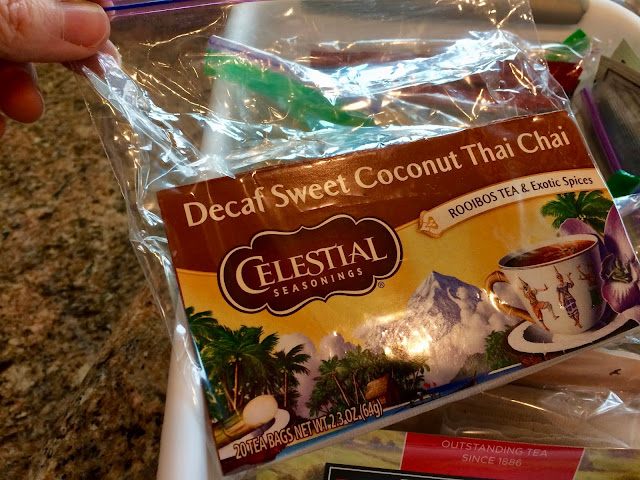 Decaf Sweet Coconut Thai Chai
ROOIBOS TEA & Exotic Spices
CELESTIAL
SEASONINGS®
20 TEA BAGS NET WT. 2.3 OZ. (64g)
OUTSTANDING TEA
SINCE 1886